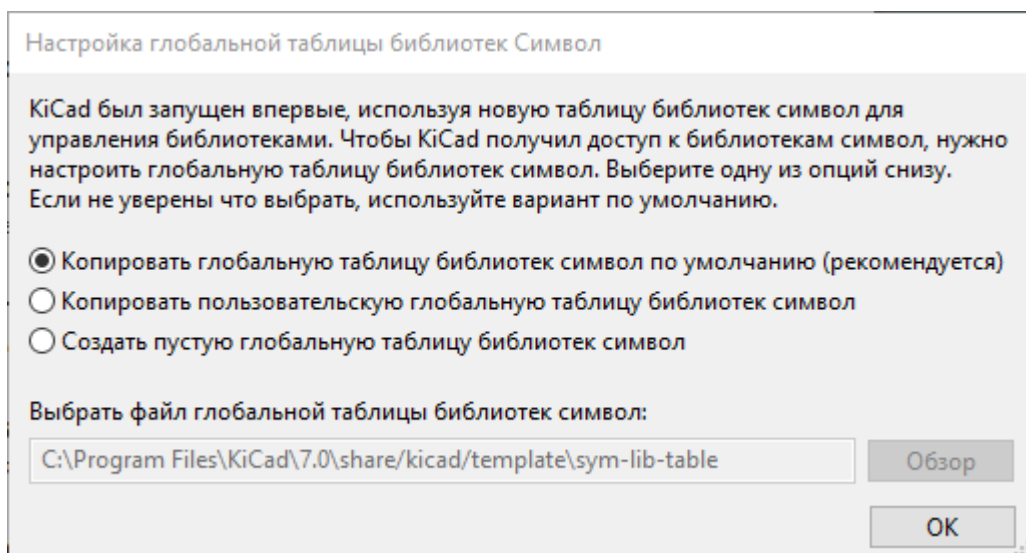 Настройка глобальной таблицы библиотек Символ
KiCad был запущен впервые, используя новую таблицу библиотек символ для
управления библиотеками. Чтобы KiCad получил доступ к библиотекам символ, нужно
настроить глобальную таблицу библиотек символ. Выберите одну из опций снизу.
Если не уверены что выбрать, используйте вариант по умолчанию.
Копировать глобальную таблицу библиотек символ по умолчанию (рекомендуется)
Копировать пользовательскую глобальную таблицу библиотек символ
Создать пустую глобальную таблицу библиотек символ
Выбрать файл глобальной таблицы библиотек символ:
C:\Program Files\KiCad\7.0\share/kicad/template\sym-lib-table Обзор
OK